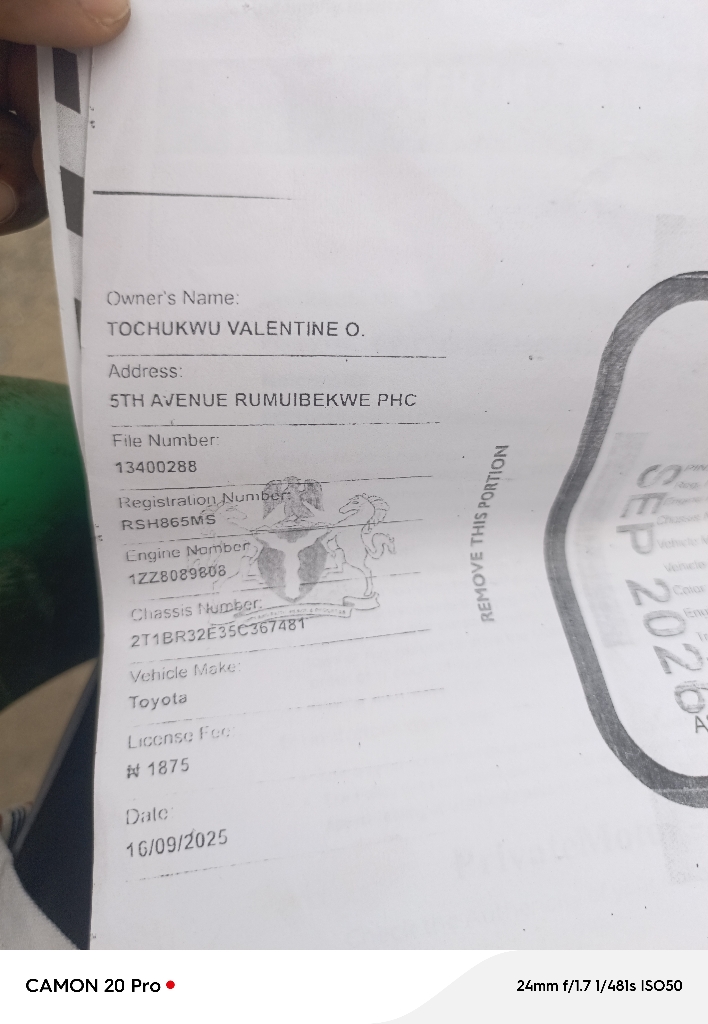 Owner's Name:
TOCHUKWU VALENTINE O.
Address:
5TH AVENUE RUMUIBEKWE PHC
File Number:
13400288
Registration Number:
RSH865MS
Engine Number
1ZZ8089808
Chassis Number:
2T1BR32E35C367481
Vehicle Make:
Toyota
License Fee:
₦ 1875
Date:
16/09/2025
REMOVE THIS PORTION
SEP 2026
CAMON 20 Pro
24mm f/1.7 1/481s ISO50